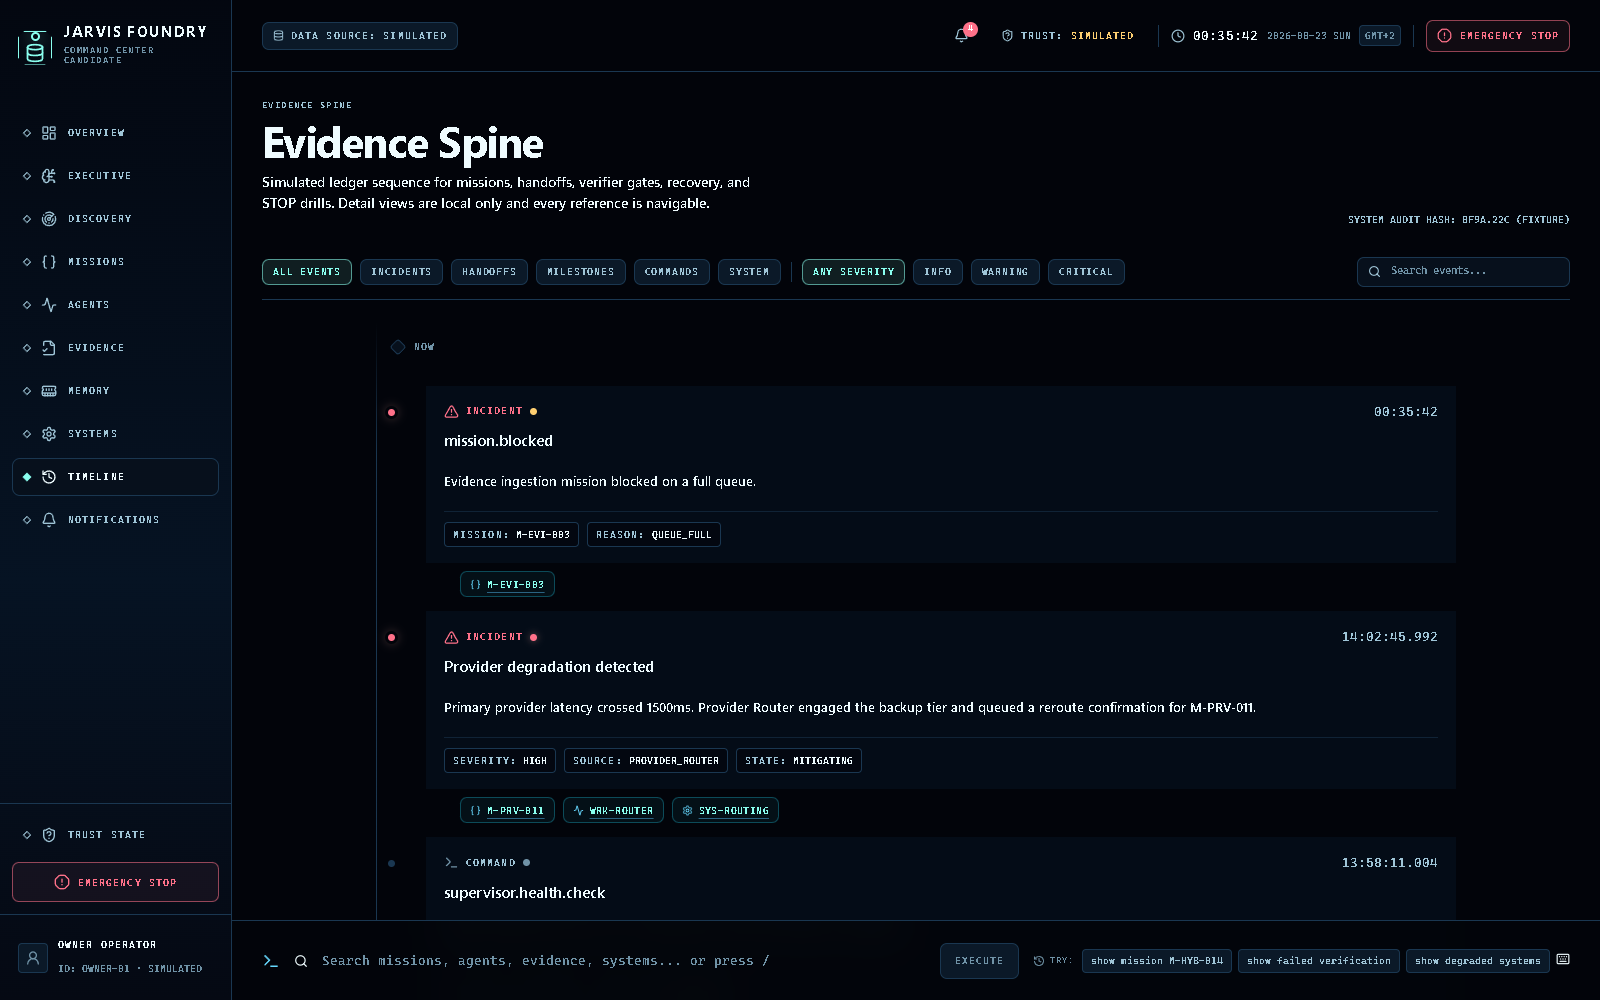 JARVIS FOUNDRY
COMMAND CENTER
CANDIDATE
OVERVIEW
EXECUTIVE
DISCOVERY
MISSIONS
AGENTS
EVIDENCE
MEMORY
SYSTEMS
TIMELINE
NOTIFICATIONS
TRUST STATE
EMERGENCY STOP
OWNER OPERATOR
ID: OWNER-01 • SIMULATED
DATA SOURCE: SIMULATED
4
TRUST: SIMULATED
00:35:42 2026-08-23 SUN GMT+2
EMERGENCY STOP
EVIDENCE SPINE
Evidence Spine
Simulated ledger sequence for missions, handoffs, verifier gates, recovery, and
STOP drills. Detail views are local only and every reference is navigable.
SYSTEM AUDIT HASH: 8F9A.22C (FIXTURE)
ALL EVENTS INCIDENTS HANDOFFS MILESTONES COMMANDS SYSTEM ANY SEVERITY INFO WARNING CRITICAL
Search events...
NOW
INCIDENT 00:35:42
mission.blocked
Evidence ingestion mission blocked on a full queue.
MISSION: M-EVI-003 REASON: QUEUE_FULL
{} M-EVI-003
INCIDENT 14:02:45.992
Provider degradation detected
Primary provider latency crossed 1500ms. Provider Router engaged the backup tier and queued a reroute confirmation for M-PRV-011.
SEVERITY: HIGH SOURCE: PROVIDER_ROUTER STATE: MITIGATING
{} M-PRV-011 WRK-ROUTER SYS-ROUTING
COMMAND 13:58:11.004
supervisor.health.check
Search missions, agents, evidence, systems... or press /
EXECUTE
TRY: show mission M-HYB-014 show failed verification show degraded systems